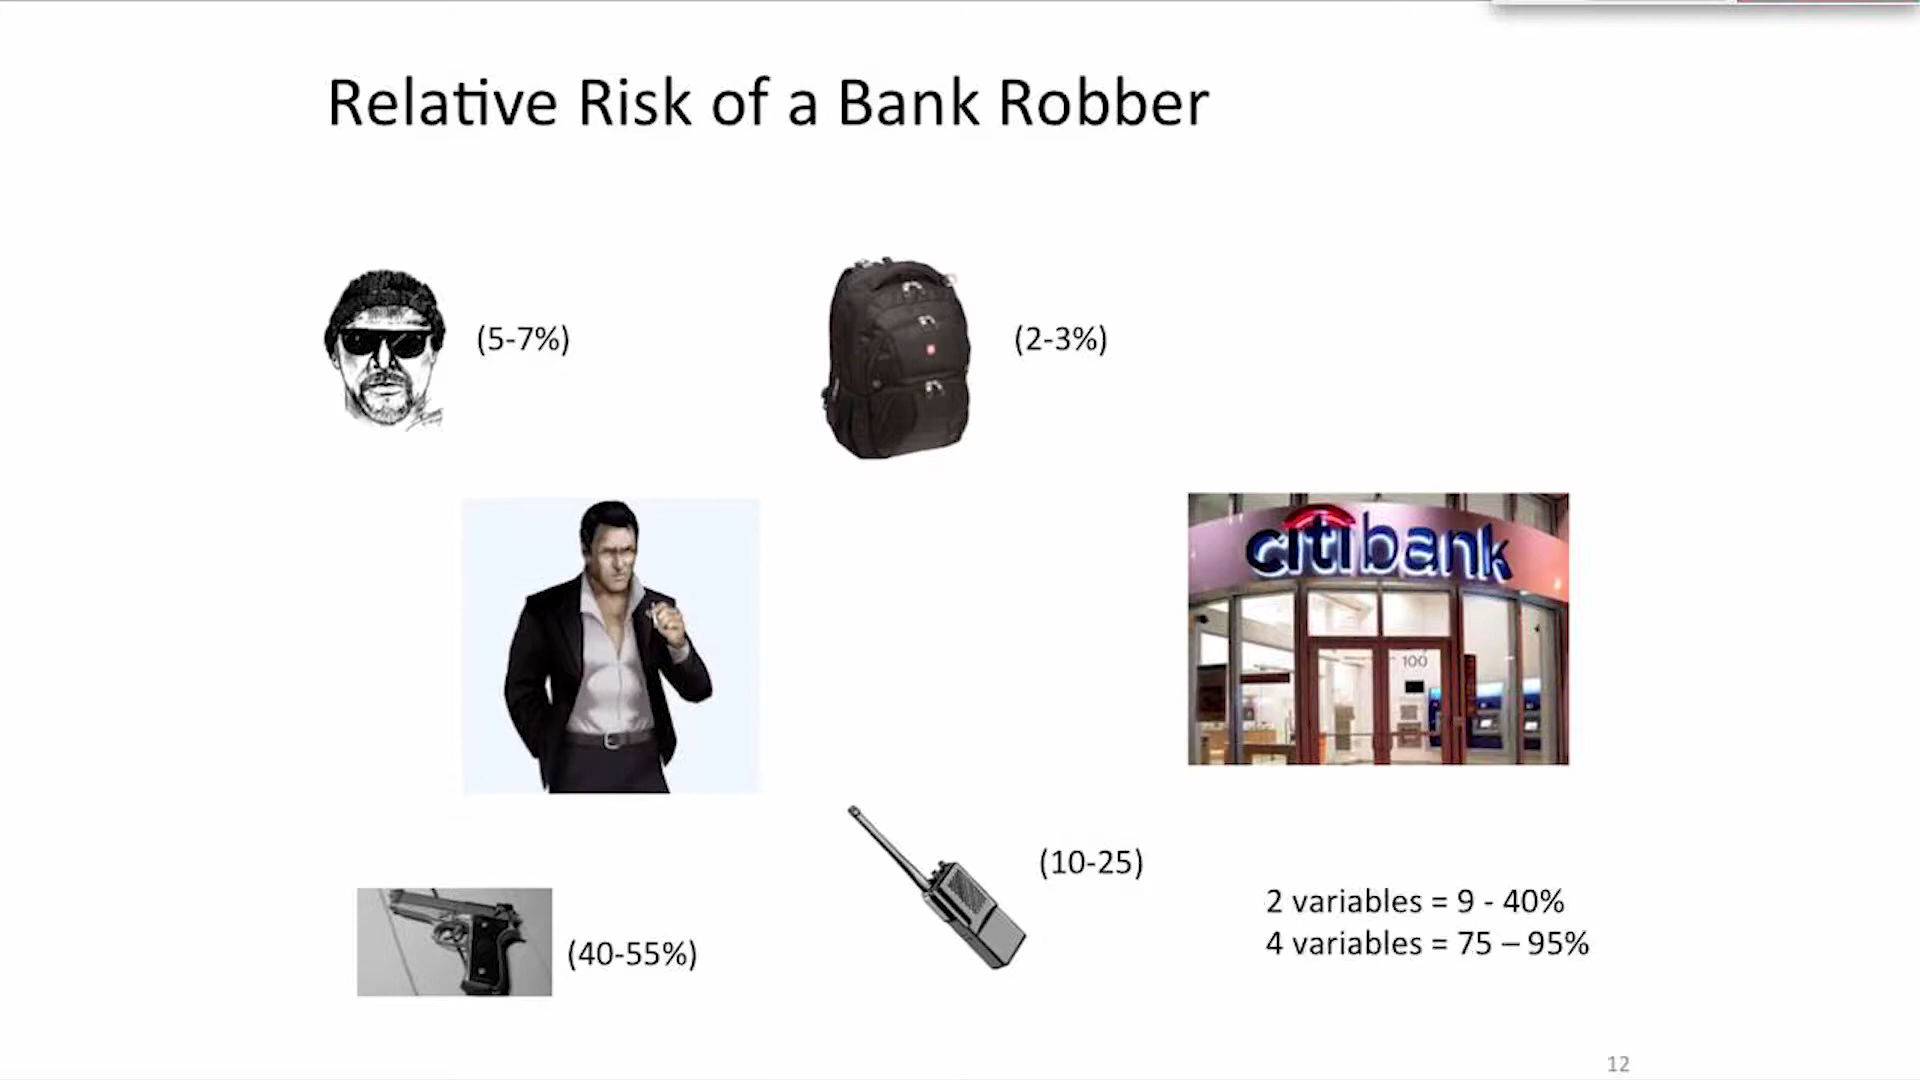 Relative Risk of a Bank Robber
(5-7%)
(2-3%)
citibank
100
(10-25)
(40-55%)
2 variables = 9 - 40%
4 variables = 75 – 95%
12